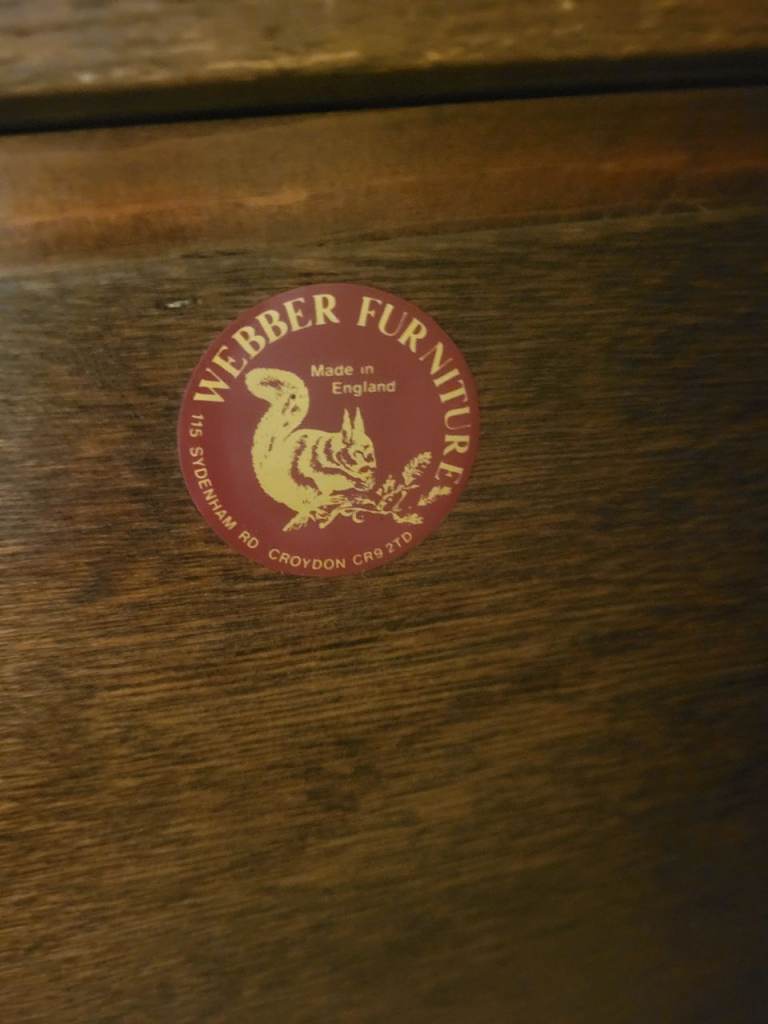 WEBBER FURNITURE
Made in
England
115 SYDENHAM RD CROYDON CR9 2TD